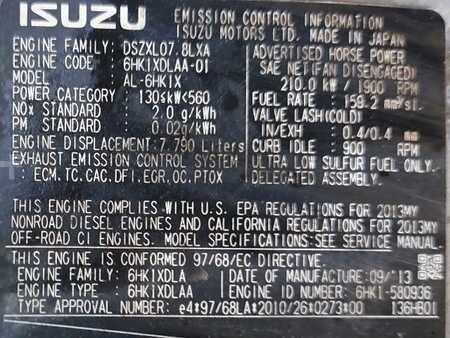 ISUZU
EMISSION CONTROL INFORMATION
ISUZU MOTORS LTD. MADE IN JAPAN
ENGINE FAMILY: DSZXL07.8LXA
ENGINE CODE : 6HK1XDLAA-01
MODEL : AL-6HK1X
POWER CATEGORY : 130≤kW<560
NOx STANDARD : 2.0 g/kWh
PM STANDARD : 0.02g/kWh
ENGINE DISPLACEMENT: 7.790 Liters
EXHAUST EMISSION CONTROL SYSTEM
: ECM.TC.CAC.DFI.EGR.OC.PTOX
ADVERTISED HORSE POWER
SAE NET(FAN DISENGAGED)
210.0 kW / 1900 RPM
FUEL RATE : 159.2 mm³/st
VALVE LASH(COLD)
IN/EXH : 0.4/0.4 mm
CURB IDLE : 900 RPM
ULTRA LOW SULFUR FUEL ONLY.
DELEGATED ASSEMBLY.
THIS ENGINE COMPLIES WITH U.S. EPA REGULATIONS FOR 2013MY
NONROAD DIESEL ENGINES AND CALIFORNIA REGULATIONS FOR 2013MY
OFF-ROAD CI ENGINES. MODEL SPECIFICATIONS:SEE SERVICE MANUAL.
THIS ENGINE IS CONFORMED 97/68/EC DIRECTIVE.
ENGINE FAMILY : 6HK1XDLA DATE OF MANUFACTURE :09/'13
ENGINE TYPE : 6HK1XDLAA ENGINE ID NUMBER :6HK1-580936
TYPE APPROVAL NUMBER: e4*97/68LA*2010/26*0273*00 136HB01